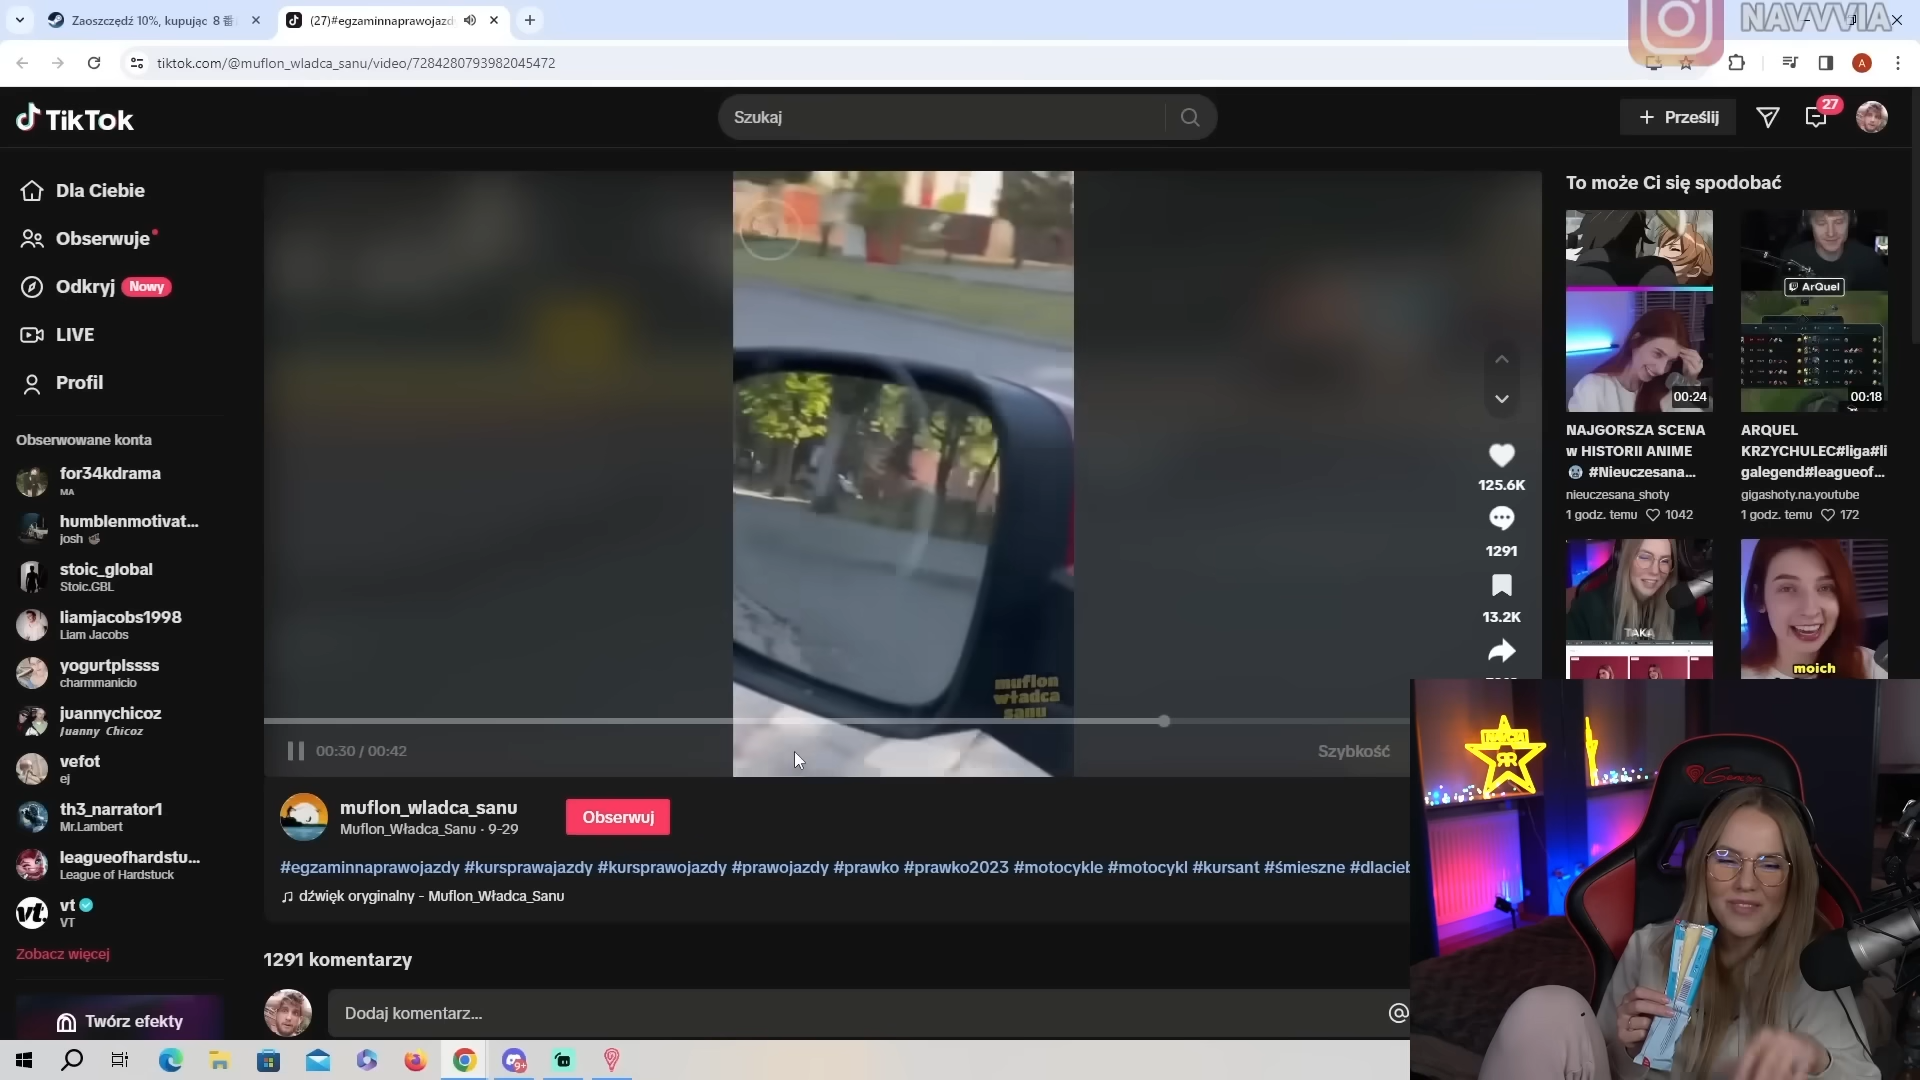 Zaoszczędź 10%, kupując 8
(27)#egzaminnaprawojazd
NAVVVIA
tiktok.com/@muflon_wladca_sanu/video/7284280793982045472
A
TikTok
Szukaj
Prześlij
27
Dla Ciebie
Obserwuje
Odkryj Nowy
LIVE
Profil
Obserwowane konta
for34kdrama
MA
humblenmotivat...
josh
stoic_global
Stoic.GBL
liamjacobs1998
Liam Jacobs
yogurtplssss
charmmanicio
juannychicoz
Juanny Chicoz
vefot
ej
th3_narrator1
Mr.Lambert
leagueofhardstu...
League of Hardstuck
vt
VT
Zobacz więcej
Twórz efekty
muflon
władca
sanu
00:30 / 00:42
Szybkość
125.6K
1291
13.2K
muflon_wladca_sanu
Muflon_Władca_Sanu · 9-29
Obserwuj
#egzaminnaprawojazdy #kursprawajazdy #kursprawojazdy #prawojazdy #prawko #prawko2023 #motocykle #motocykl #kursant #śmieszne #dlacieb
dźwięk oryginalny - Muflon_Władca_Sanu
1291 komentarzy
Dodaj komentarz...
@
To może Ci się spodobać
00:24
NAJGORSZA SCENA
w HISTORII ANIME
#Nieuczesana...
nieuczesana_shoty
1 godz. temu 1042
ArQuel
00:18
ARQUEL
KRZYCHULEC#liga#li
galegend#leagueof...
gigashoty.na.youtube
1 godz. temu 172
TAKA
moich
Genesis
9+